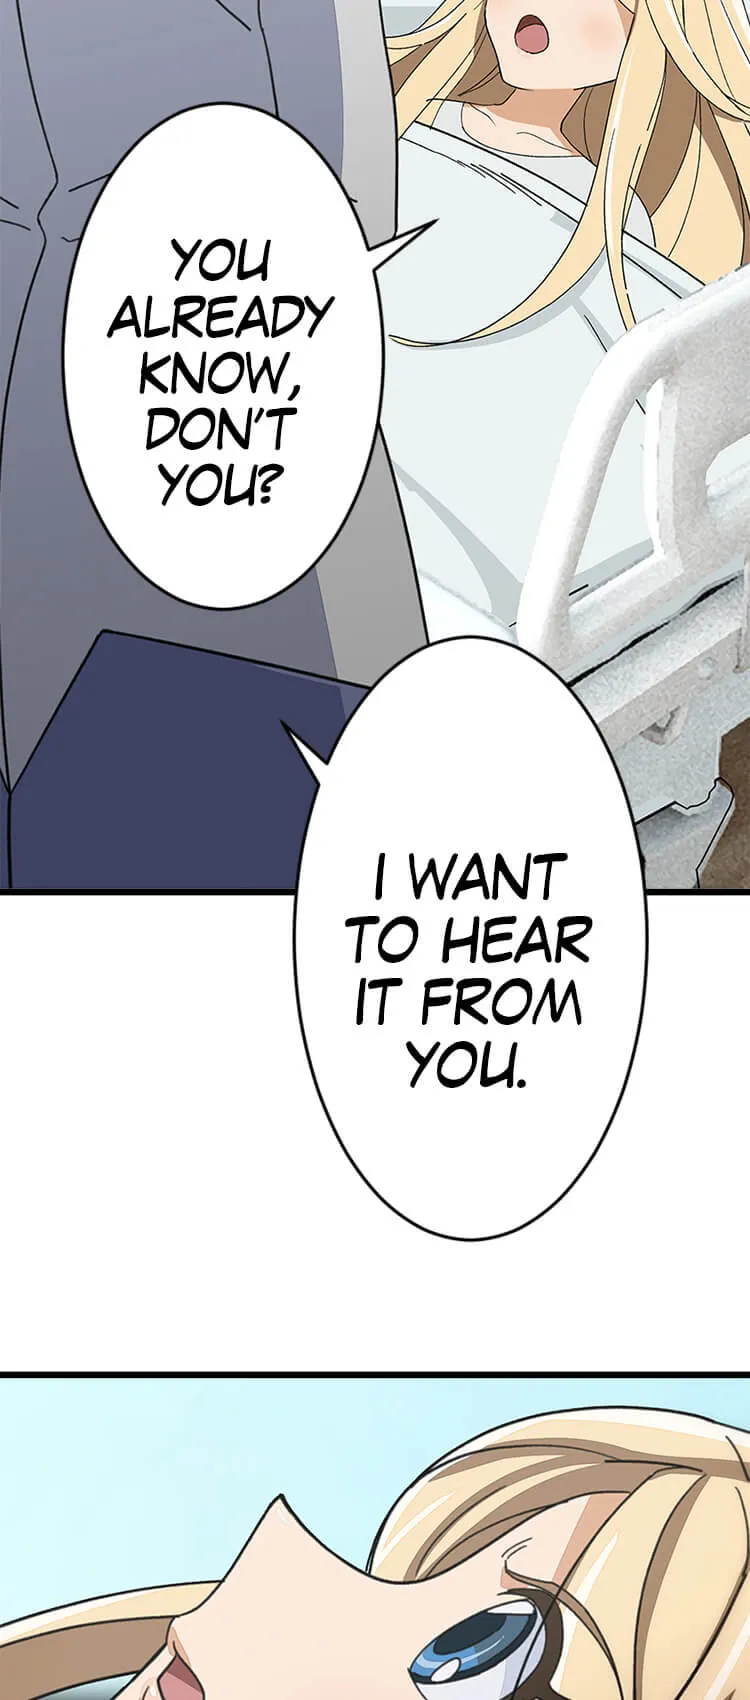 YOU
ALREADY
KNOW,
DON'T
YOU?
I WANT
TO HEAR
IT FROM
YOU.